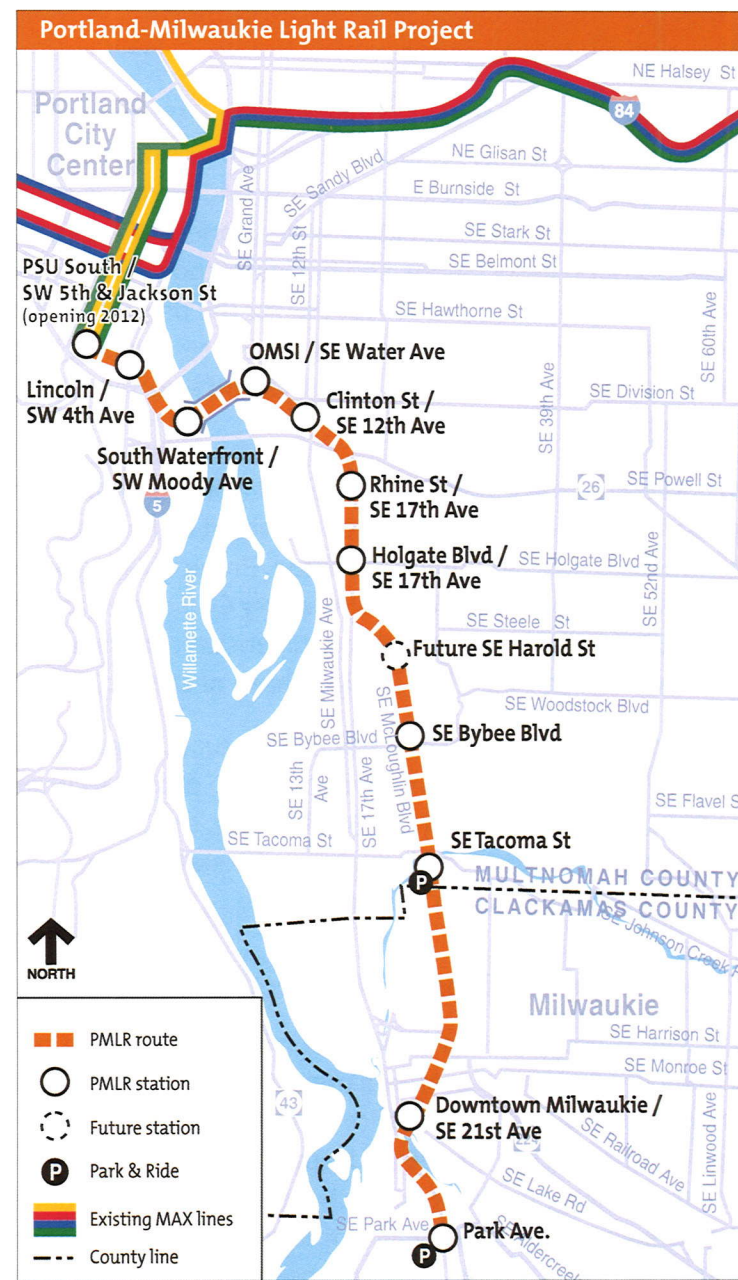 Portland-Milwaukie Light Rail Project
NE Halsey St
Portland
City
Center
84
NE Glisan St
SE Sandy Blvd
E Burnside St
SE Grand Ave
SE 12th St
SE Stark St
SE Belmont St
PSU South /
SW 5th & Jackson St
(opening 2012)
SE Hawthorne St
SE 60th Ave
OMSI / SE Water Ave
SE 39th Ave
SE Division St
Lincoln /
SW 4th Ave
Clinton St /
SE 12th Ave
South Waterfront /
SW Moody Ave
5
Rhine St /
SE 17th Ave
26
SE Powell St
Holgate Blvd /
SE 17th Ave
SE Holgate Blvd
SE 52nd Ave
Willamette River
SE Milwaukie Ave
SE Steele St
Future SE Harold St
SE McLoughlin Blvd
SE Woodstock Blvd
SE Bybee Blvd
SE Bybee Blvd
SE 13th
Ave
SE 17th Ave
SE Flavel S
SE Tacoma St
SE Tacoma St
P
MULTNOMAH COUNTY
CLACKAMAS COUNTY
SE Johnson Creek
NORTH
Milwaukie
SE Harrison St
SE Monroe St
43
Downtown Milwaukie /
SE 21st Ave
224
SE Railroad Ave
SE Linwood Ave
SE Lake Rd
SE Park Ave
Park Ave.
P
SE Aldercree
PMLR route
PMLR station
Future station
P
Park & Ride
Existing MAX lines
County line